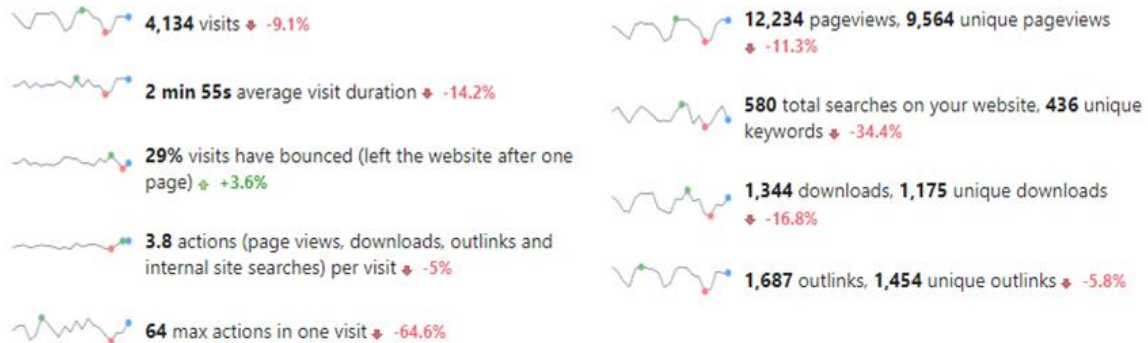 4,134 visits -9.1%
2 min 55s average visit duration -14.2%
29% visits have bounced (left the website after one
page) +3.6%
3.8 actions (page views, downloads, outlinks and
internal site searches) per visit -5%
64 max actions in one visit -64.6%
12,234 pageviews, 9,564 unique pageviews
-11.3%
580 total searches on your website, 436 unique
keywords -34.4%
1,344 downloads, 1,175 unique downloads
-16.8%
1,687 outlinks, 1,454 unique outlinks -5.8%